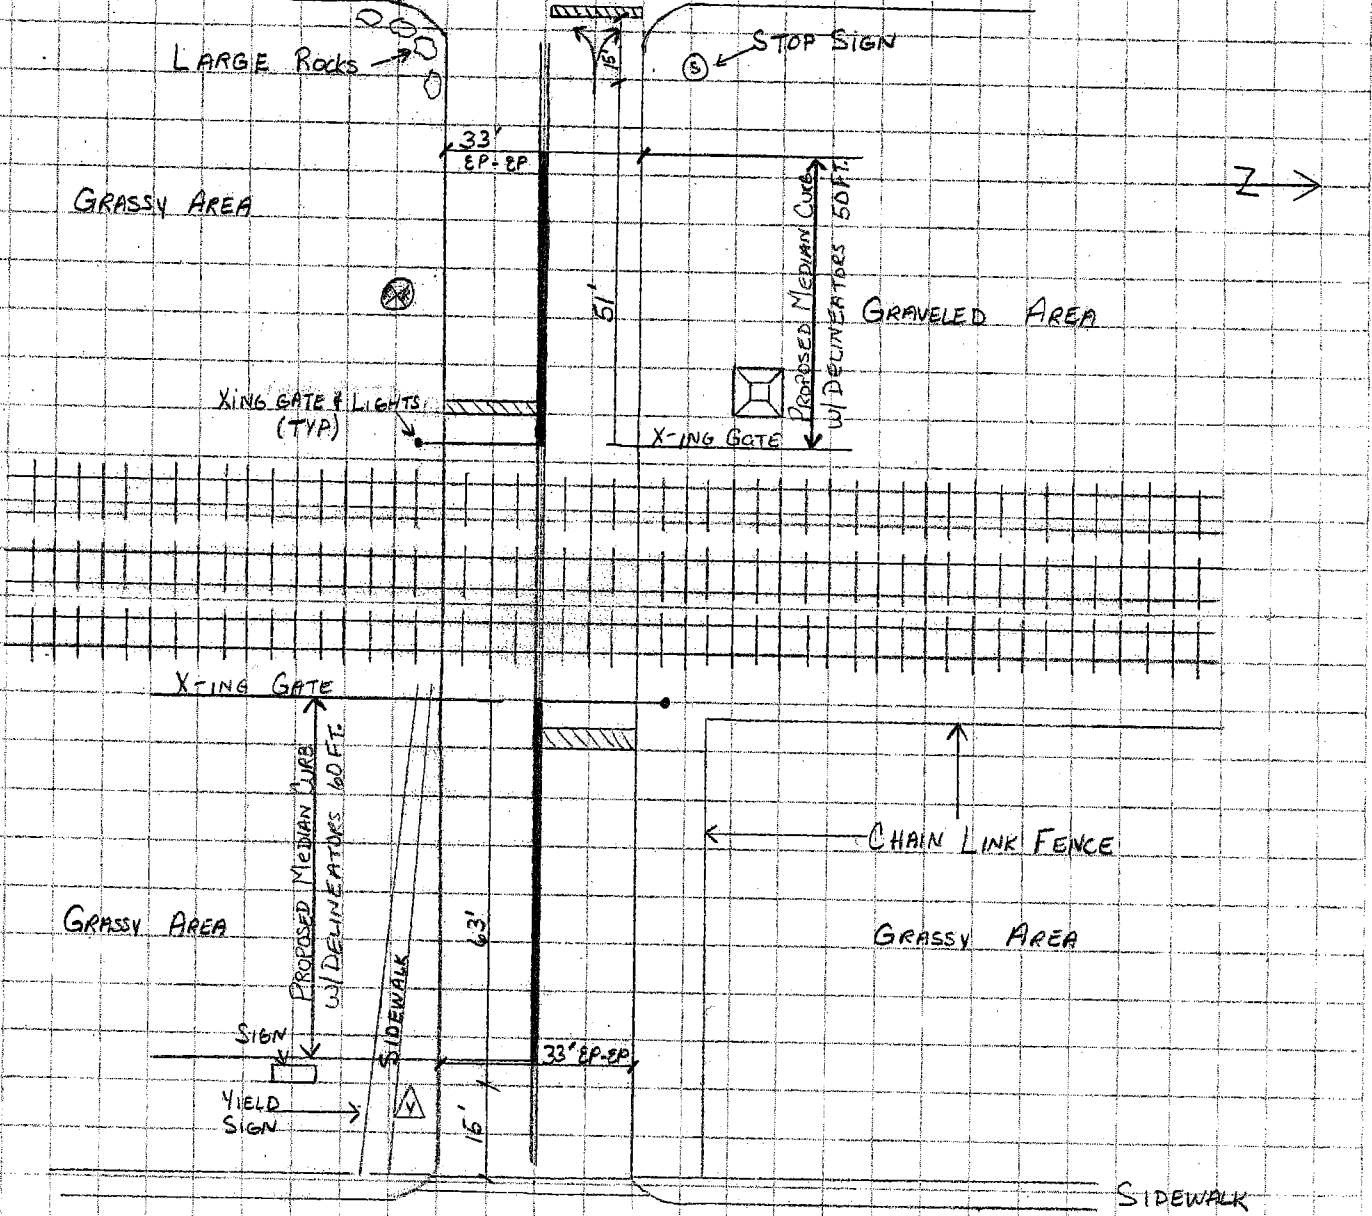 STOP SIGN
S
15'
LARGE ROCKS
33'
EP-EP
Z
GRASSY AREA
PROPOSED MEDIAN CURB
W/ DELINEATORS 50 FT.
51'
GRAVELED AREA
XING GATE & LIGHTS
(TYP)
X-ING GATE
X-ING GATE
PROPOSED MEDIAN CURB
W/ DELINEATORS 60 FT.
CHAIN LINK FENCE
GRASSY AREA
63'
GRASSY AREA
SIDEWALK
SIGN
33' EP-EP
YIELD
SIGN
Y
15'
SIDEWALK